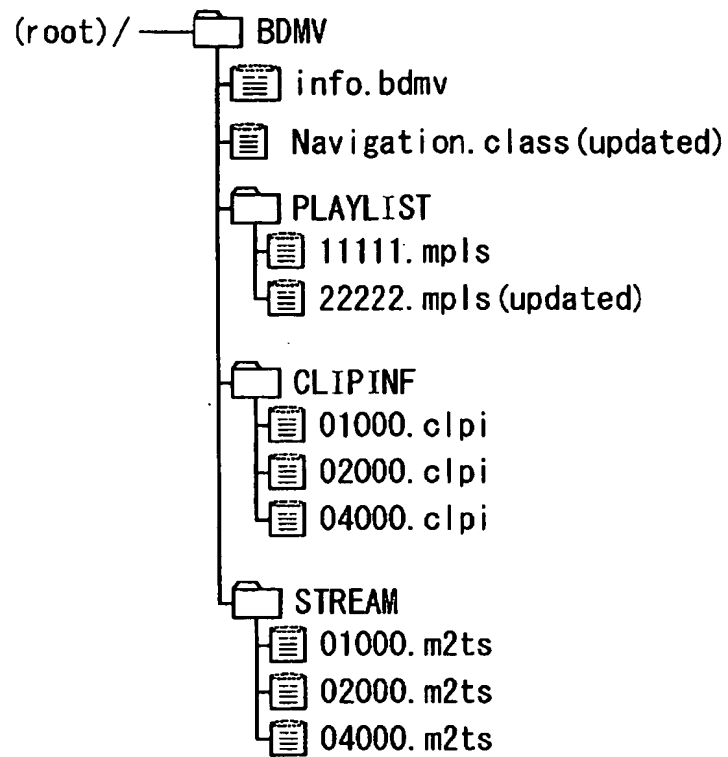 (root)/ BDMV
info.bdmv
Navigation.class(updated)
PLAYLIST
11111.mpls
22222.mpls(updated)
CLIPINF
01000.clpi
02000.clpi
04000.clpi
STREAM
01000.m2ts
02000.m2ts
04000.m2ts